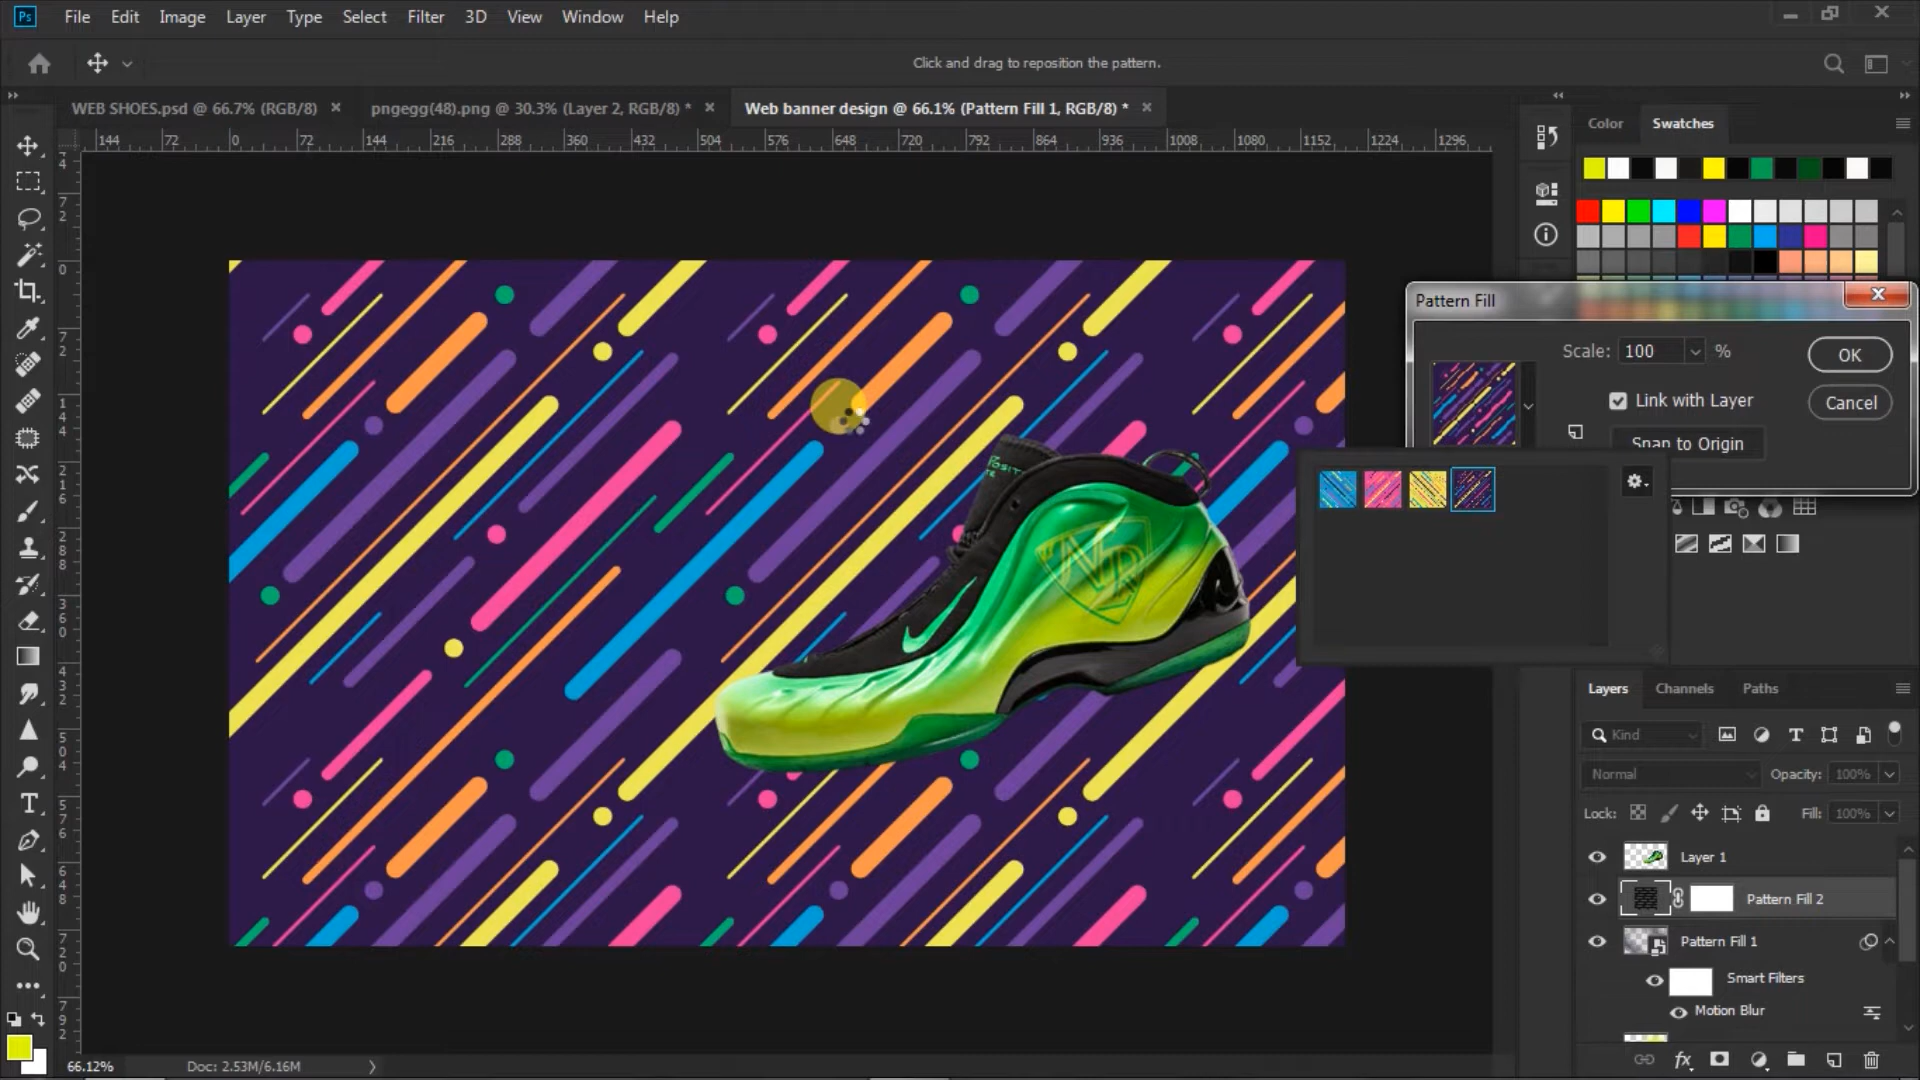 Ps File Edit Image Layer Type Select Filter 3D View Window Help
Click and drag to reposition the pattern.
WEB SHOES.psd @ 66.7% (RGB/8) × pngegg(48).png @ 30.3% (Layer 2, RGB/8) * × Web banner design @ 66.1% (Pattern Fill 1, RGB/8) * ×
Color Swatches
144 72 0 72 144 216 288 360 432 504 576 648 720 792 864 936 1008 1080 1152 1224 1296
Pattern Fill
Scale: 100 %
OK
Link with Layer
Cancel
Snap to Origin
POSIT
NR
Layers Channels Paths
Kind
Normal Opacity: 100%
Lock: Fill: 100%
Layer 1
Pattern Fill 2
Pattern Fill 1
Smart Filters
Motion Blur
66.12% Doc: 2.53M/6.16M